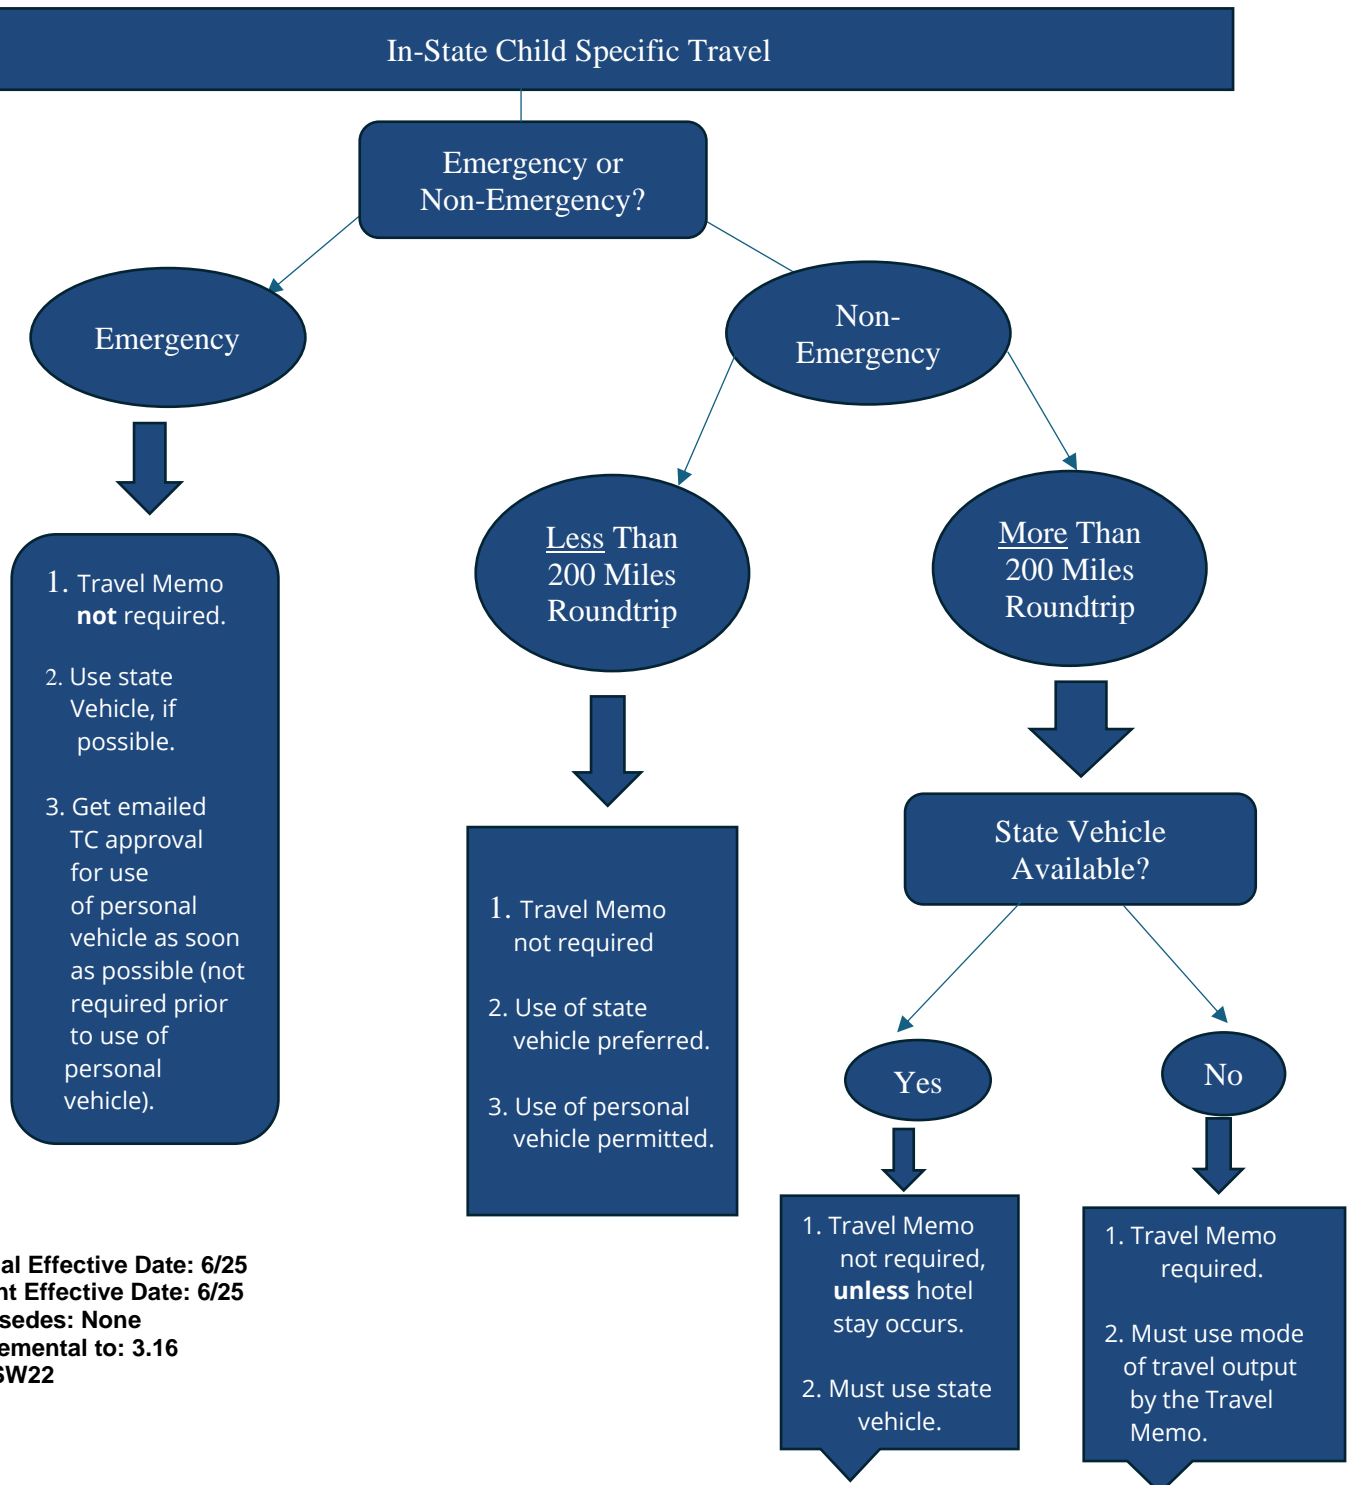 In-State Child Specific Travel
Emergency or
Non-Emergency?
Emergency
Non-
Emergency
Less Than
200 Miles
Roundtrip
More Than
200 Miles
Roundtrip
1. Travel Memo
not required.
2. Use state
Vehicle, if
possible.
3. Get emailed
TC approval
for use
of personal
vehicle as soon
as possible (not
required prior
to use of
personal
vehicle).
1. Travel Memo
not required
2. Use of state
vehicle preferred.
3. Use of personal
vehicle permitted.
State Vehicle
Available?
Yes
No
1. Travel Memo
not required,
unless hotel
stay occurs.
2. Must use state
vehicle.
1. Travel Memo
required.
2. Must use mode
of travel output
by the Travel
Memo.
al Effective Date: 6/25
nt Effective Date: 6/25
sedes: None
emental to: 3.16
SW22